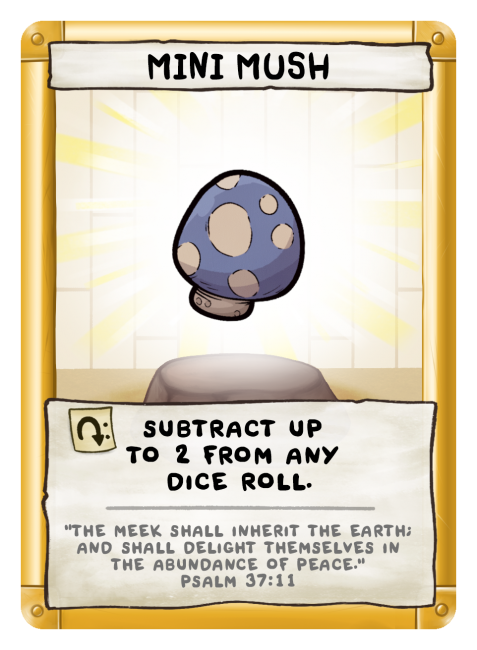 MINI MUSH
SUBTRACT UP
TO 2 FROM ANY
DICE ROLL.
"THE MEEK SHALL INHERIT THE EARTH;
AND SHALL DELIGHT THEMSELVES IN
THE ABUNDANCE OF PEACE."
PSALM 37:11